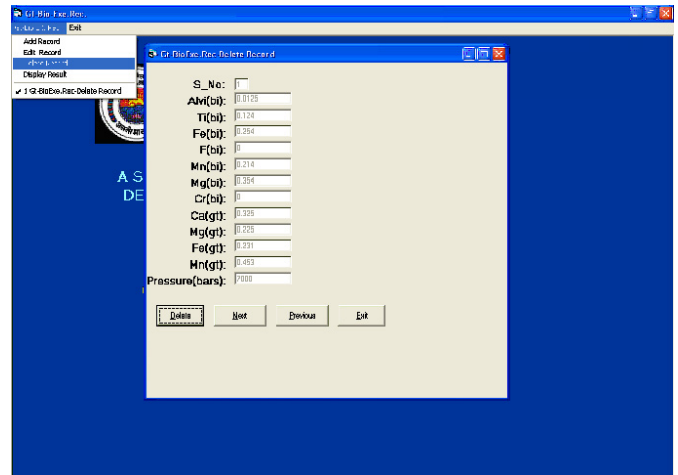 Gt Bio Exe.Rec.
Exit
Add Record
Edit Record
Delete Record
Display Result
✔ 1 Gt-BioExe.Rec-Delete Record
Gt-BioExe.Rec-Delete Record
S_No: 1
Alvi(bi): 0.0125
Ti(bi): 0.124
Fe(bi): 0.254
F(bi): 0
Mn(bi): 0.214
Mg(bi): 0.354
Cr(bi): 0
Ca(gt): 0.325
Mg(gt): 0.225
Fe(gt): 0.231
Mn(gt): 0.453
Pressure(bars): 7000
Delete Next Previous Exit
A S
DE